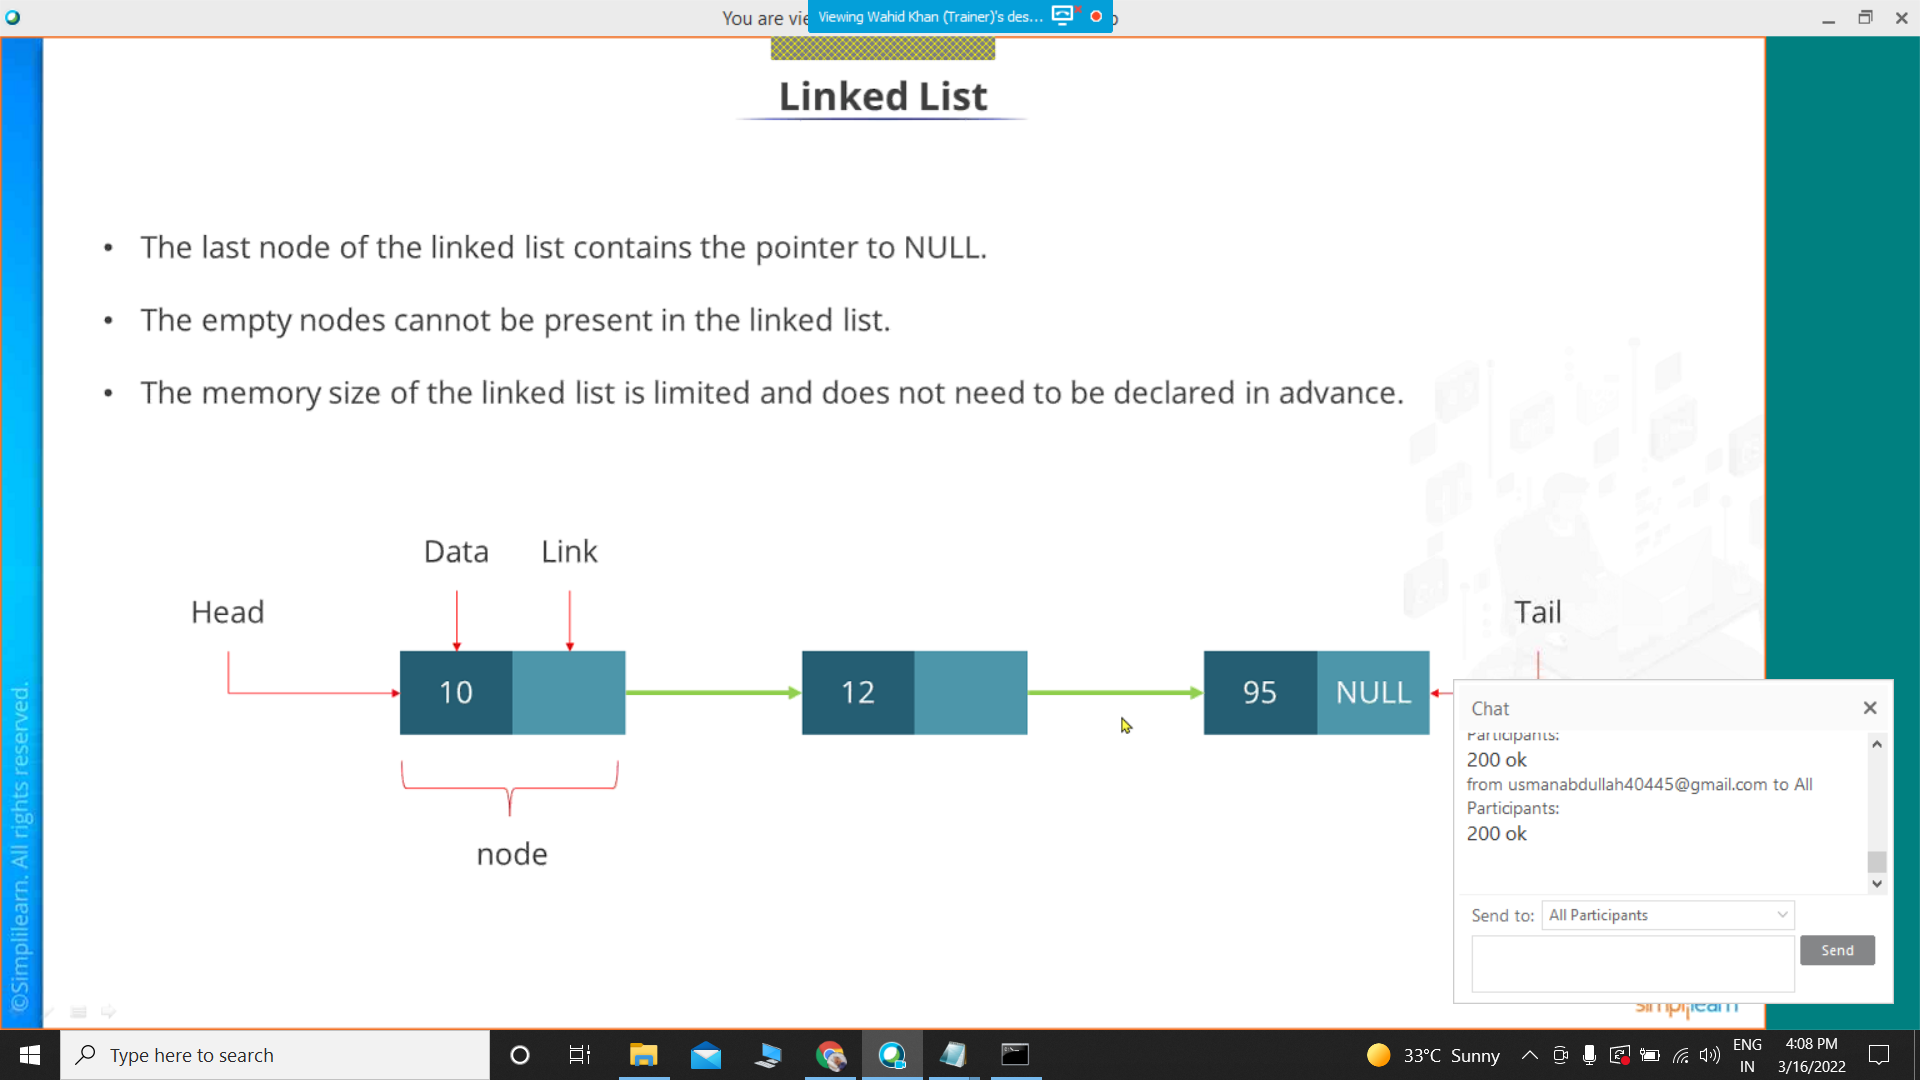 You are vie
Viewing Wahid Khan (Trainer)'s des...
Linked List
• The last node of the linked list contains the pointer to NULL.
• The empty nodes cannot be present in the linked list.
• The memory size of the linked list is limited and does not need to be declared in advance.
Data Link
Head
Tail
10
12
95 NULL
node
©Simplilearn. All rights reserved.
Chat
Participants:
200 ok
from usmanabdullah40445@gmail.com to All
Participants:
200 ok
Send to: All Participants
Send
simplilearn
Type here to search
33°C Sunny
ENG
IN
4:08 PM
3/16/2022